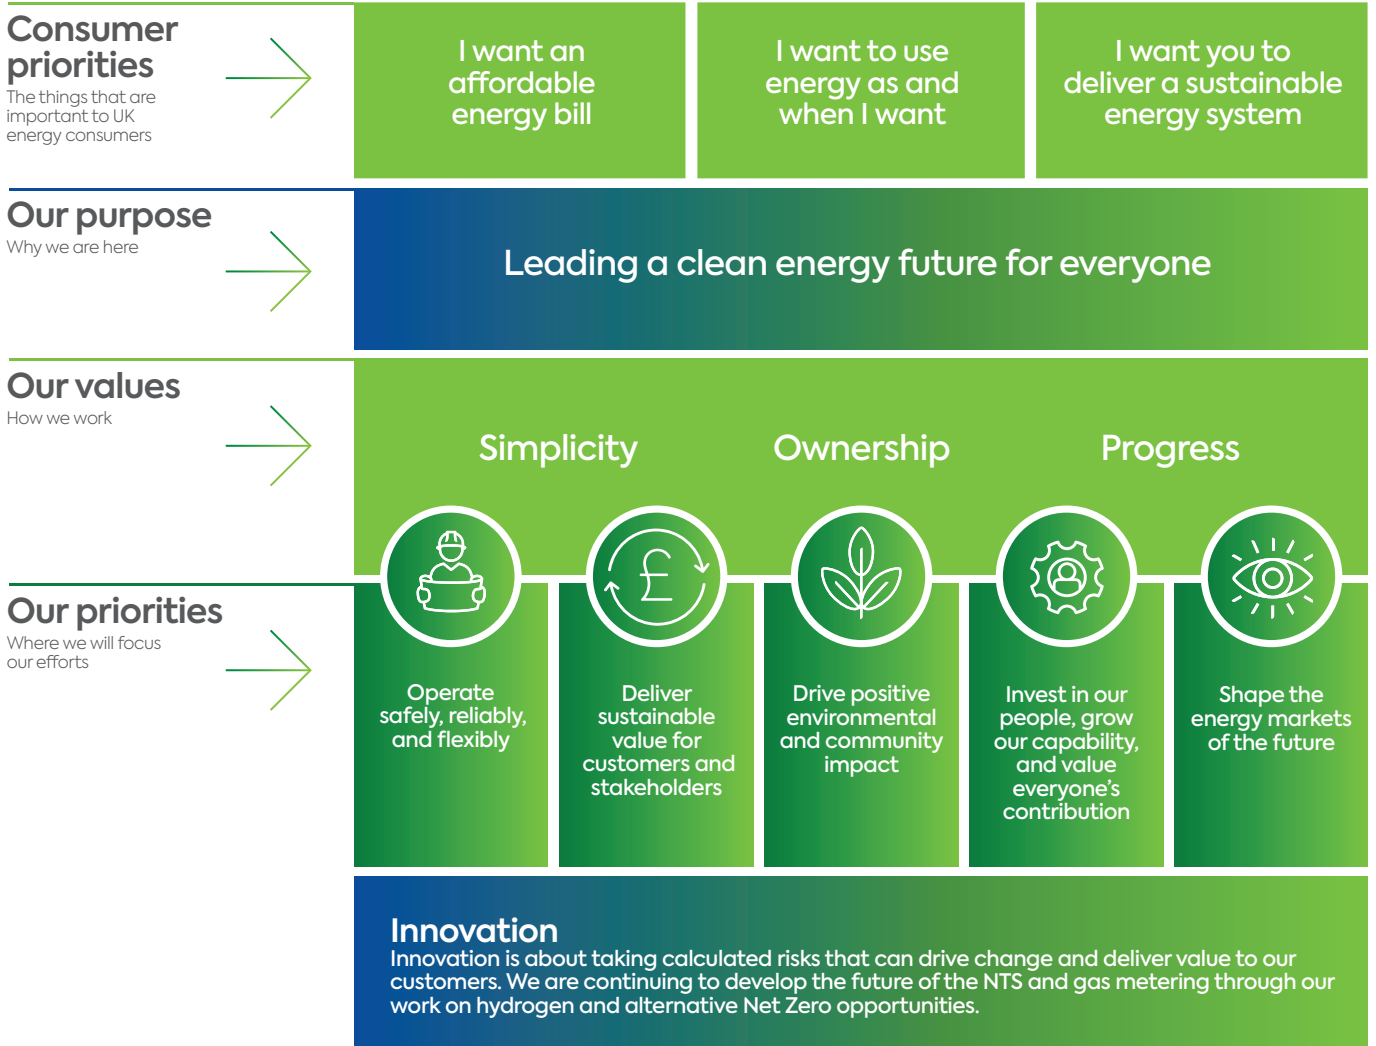 Consumer
priorities
The things that are
important to UK
energy consumers
I want an
affordable
energy bill
I want to use
energy as and
when I want
I want you to
deliver a sustainable
energy system
Our purpose
Why we are here
Leading a clean energy future for everyone
Our values
How we work
Simplicity
Ownership
Progress
£
Our priorities
Where we will focus
our efforts
Operate
safely, reliably,
and flexibly
Deliver
sustainable
value for
customers and
stakeholders
Drive positive
environmental
and community
impact
Invest in our
people, grow
our capability,
and value
everyone’s
contribution
Shape the
energy markets
of the future
Innovation
Innovation is about taking calculated risks that can drive change and deliver value to our
customers. We are continuing to develop the future of the NTS and gas metering through our
work on hydrogen and alternative Net Zero opportunities.